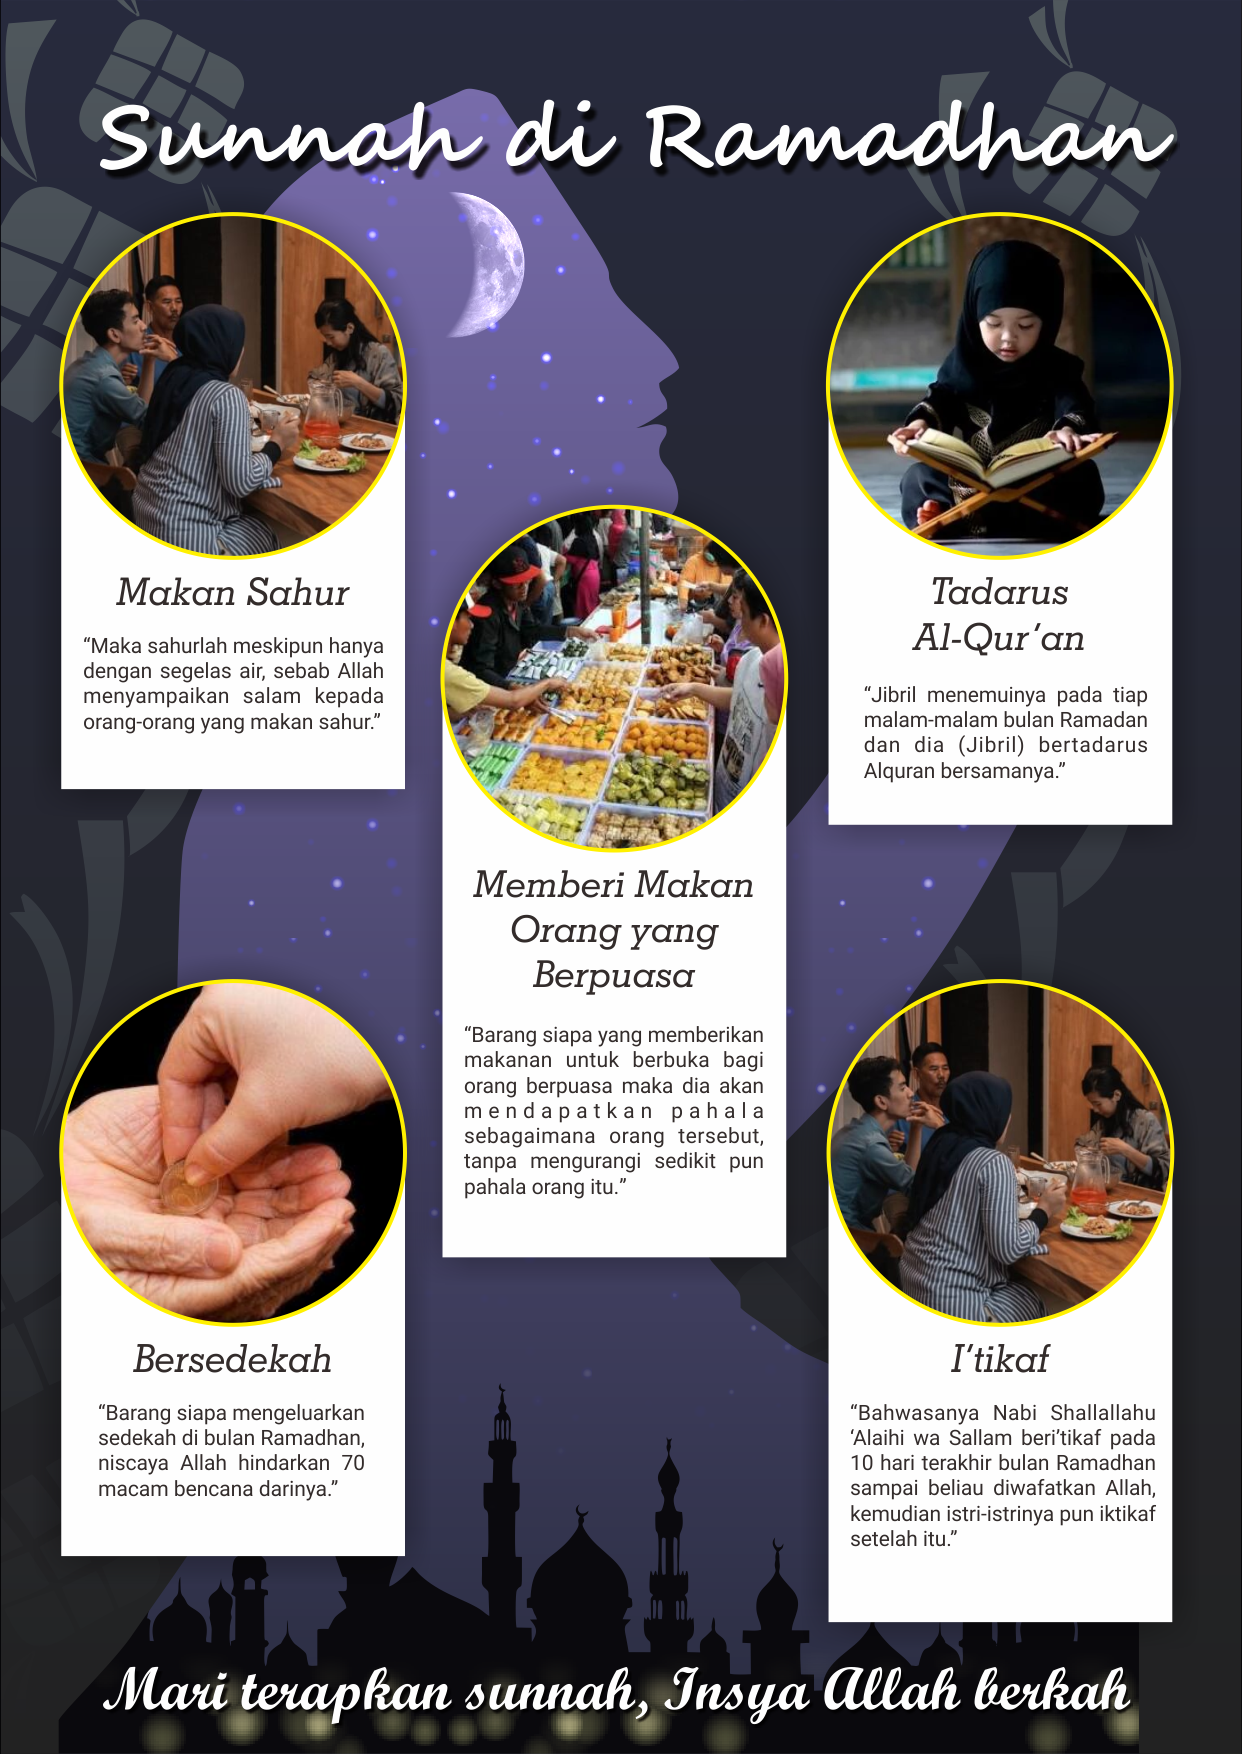 Sunnah di Ramadhan
Makan Sahur
“Maka sahurlah meskipun hanya
dengan segelas air, sebab Allah
menyampaikan salam kepada
orang-orang yang makan sahur.”
Tadarus
Al-Qur’an
“Jibril menemuinya pada tiap
malam-malam bulan Ramadan
dan dia (Jibril) bertadarus
Alquran bersamanya.”
Memberi Makan
Orang yang
Berpuasa
“Barang siapa yang memberikan
makanan untuk berbuka bagi
orang berpuasa maka dia akan
mendapatkan pahala
sebagaimana orang tersebut,
tanpa mengurangi sedikit pun
pahala orang itu.”
Bersedekah
“Barang siapa mengeluarkan
sedekah di bulan Ramadhan,
niscaya Allah hindarkan 70
macam bencana darinya.”
I’tikaf
“Bahwasanya Nabi Shallallahu
‘Alaihi wa Sallam beri’tikaf pada
10 hari terakhir bulan Ramadhan
sampai beliau diwafatkan Allah,
kemudian istri-istrinya pun iktikaf
setelah itu.”
Mari terapkan sunnah, Insya Allah berkah